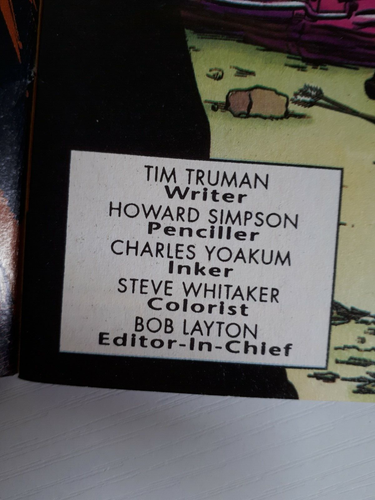 TIM TRUMAN
Writer
HOWARD SIMPSON
Penciller
CHARLES YOAKUM
Inker
STEVE WHITAKER
Colorist
BOB LAYTON
Editor-In-Chief